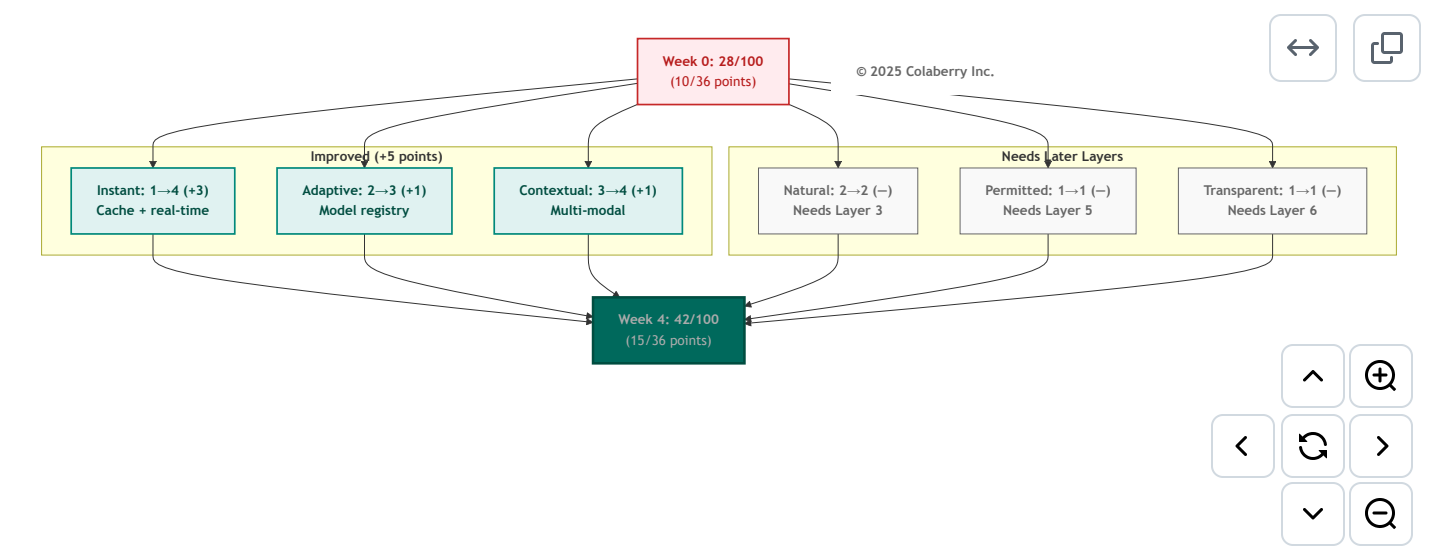 Week 0: 28/100
(10/36 points)
© 2025 Colaberry Inc.
Improved (+5 points)
Needs Later Layers
Instant: 1→4 (+3)
Cache + real-time
Adaptive: 2→3 (+1)
Model registry
Contextual: 3→4 (+1)
Multi-modal
Natural: 2→2 (—)
Needs Layer 3
Permitted: 1→1 (—)
Needs Layer 5
Transparent: 1→1 (—)
Needs Layer 6
Week 4: 42/100
(15/36 points)